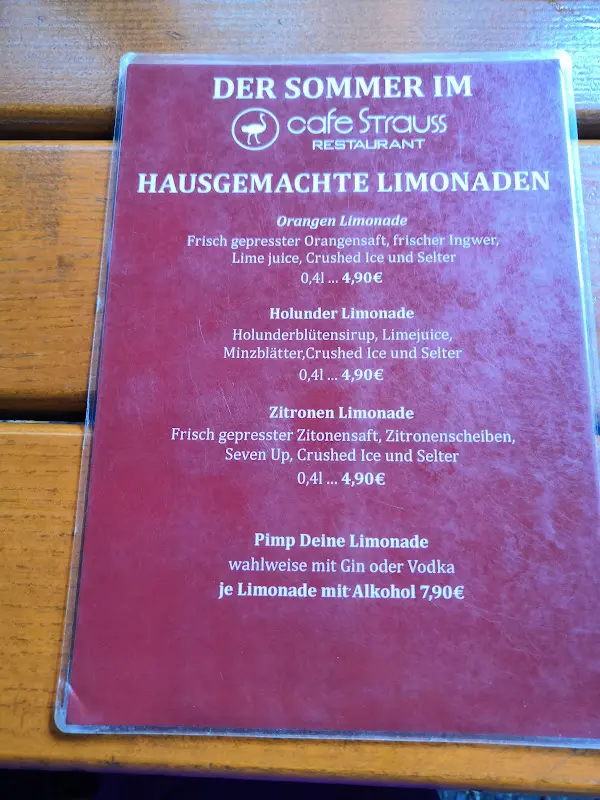 DER SOMMER IM
cafe Strauss
RESTAURANT
HAUSGEMACHTE LIMONADEN
Orangen Limonade
Frisch gepresster Orangensaft, frischer Ingwer,
Lime juice, Crushed Ice und Selter
0,4l ... 4,90€
Holunder Limonade
Holunderblütensirup, Limejuice,
Minzblätter,Crushed Ice und Selter
0,4l ... 4,90€
Zitronen Limonade
Frisch gepresster Zitonensaft, Zitronenscheiben,
Seven Up, Crushed Ice und Selter
0,4l ... 4,90€
Pimp Deine Limonade
wahlweise mit Gin oder Vodka
je Limonade mit Alkohol 7,90€